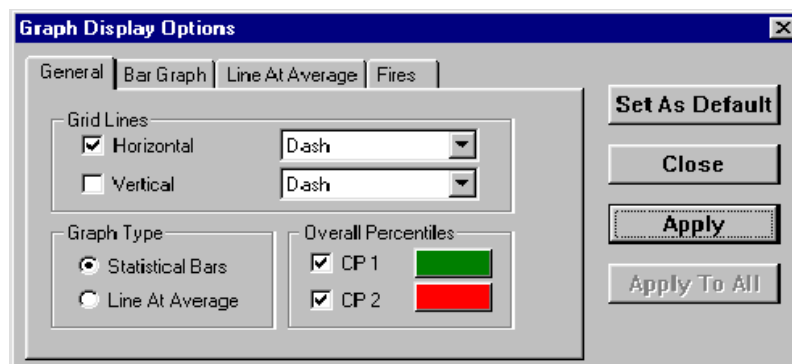 Graph Display Options
General Bar Graph Line At Average Fires
Grid Lines
Horizontal Dash
Vertical Dash
Graph Type
Statistical Bars
Line At Average
Overall Percentiles
CP 1
CP 2
Set As Default
Close
Apply
Apply To All